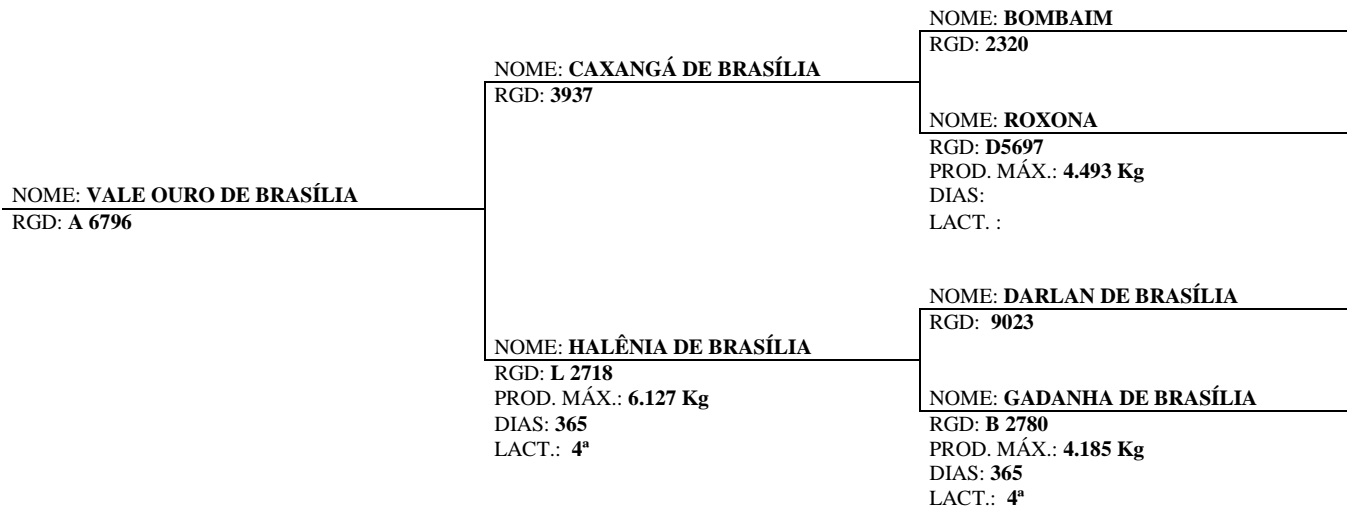 NOME: BOMBAIM
RGD: 2320
NOME: CAXANGÁ DE BRASÍLIA
RGD: 3937
NOME: ROXONA
RGD: D5697
PROD. MÁX.: 4.493 Kg
DIAS:
LACT. :
NOME: VALE OURO DE BRASÍLIA
RGD: A 6796
NOME: DARLAN DE BRASÍLIA
RGD: 9023
NOME: HALÊNIA DE BRASÍLIA
RGD: L 2718
PROD. MÁX.: 6.127 Kg
DIAS: 365
LACT.: 4ª
NOME: GADANHA DE BRASÍLIA
RGD: B 2780
PROD. MÁX.: 4.185 Kg
DIAS: 365
LACT.: 4ª